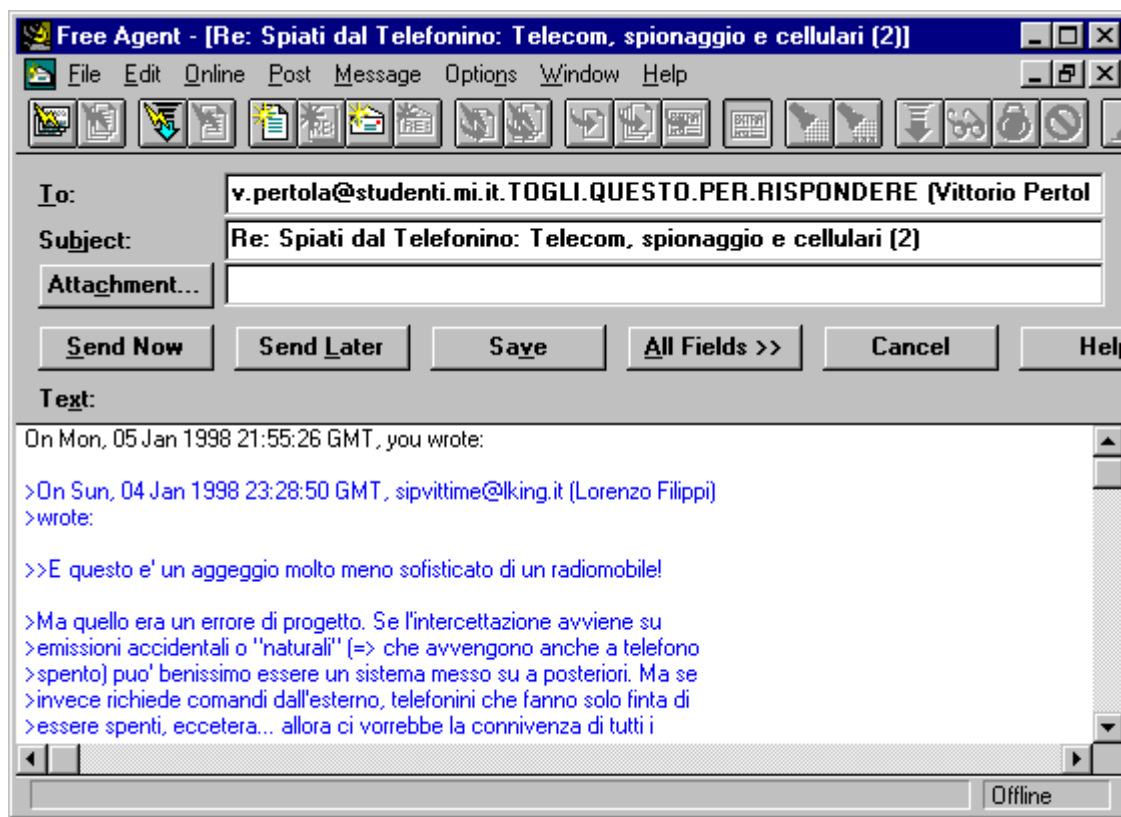 Free Agent - [Re: Spiati dal Telefonino: Telecom, spionaggio e cellulari (2)]
File Edit Online Post Message Options Window Help
To: v.pertola@studenti.mi.it.TOGLI.QUESTO.PER.RISPONDERE (Vittorio Pertol
Subject: Re: Spiati dal Telefonino: Telecom, spionaggio e cellulari (2)
Attachment...
Send Now Send Later Save All Fields >> Cancel Help
Text:
On Mon, 05 Jan 1998 21:55:26 GMT, you wrote:
>On Sun, 04 Jan 1998 23:28:50 GMT, sipvittime@lking.it (Lorenzo Filippi)
>wrote:
>>E questo e' un aggeggio molto meno sofisticato di un radiomobile!
>Ma quello era un errore di progetto. Se l'intercettazione avviene su
>emissioni accidentali o "naturali" (=> che avvengono anche a telefono
>spento) puo' benissimo essere un sistema messo su a posteriori. Ma se
>invece richiede comandi dall'esterno, telefonini che fanno solo finta di
>essere spenti, eccetera... allora ci vorrebbe la connivenza di tutti i
Offline